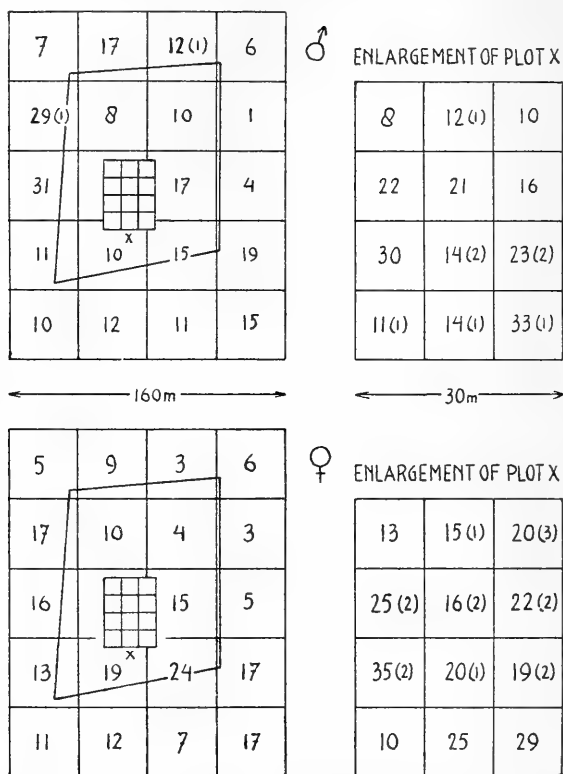 7 17 12(1) 6
♂ ENLARGEMENT OF PLOT X
29(1) 8 10 1
31 17 4
X
11 10 15 19
10 12 11 15
8 12(1) 10
22 21 16
30 14(2) 23(2)
11(1) 14(1) 33(1)
160m
30m
5 9 3 6
♀ ENLARGEMENT OF PLOT X
17 10 4 3
16 15 5
X
13 19 24 17
11 12 7 17
13 15(1) 20(3)
25(2) 16(2) 22(2)
35(2) 20(1) 19(2)
10 25 29